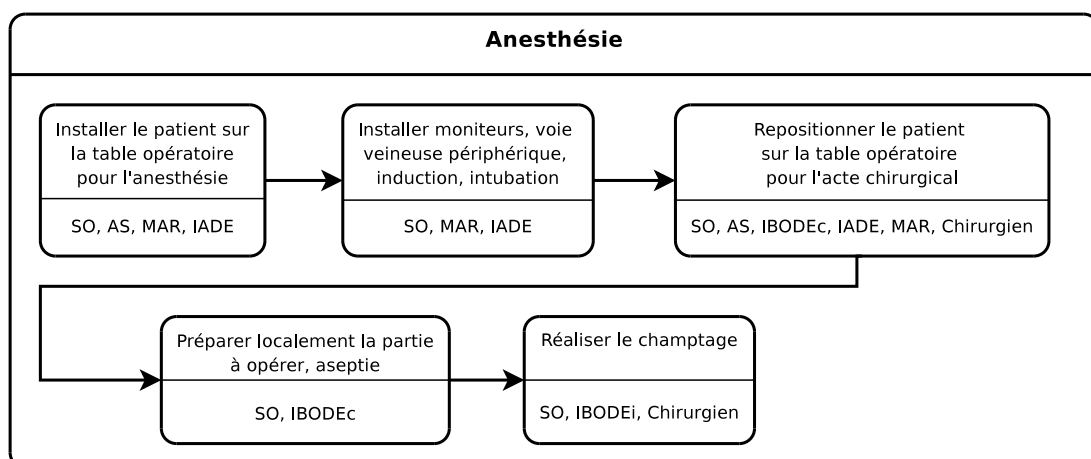 Anesthésie
Installer le patient sur
la table opératoire
pour l'anesthésie
SO, AS, MAR, IADE
Installer moniteurs, voie
veineuse périphérique,
induction, intubation
SO, MAR, IADE
Repositionner le patient
sur la table opératoire
pour l'acte chirurgical
SO, AS, IBODEc, IADE, MAR, Chirurgien
Préparer localement la partie
à opérer, aseptie
SO, IBODEc
Réaliser le champtage
SO, IBODEi, Chirurgien